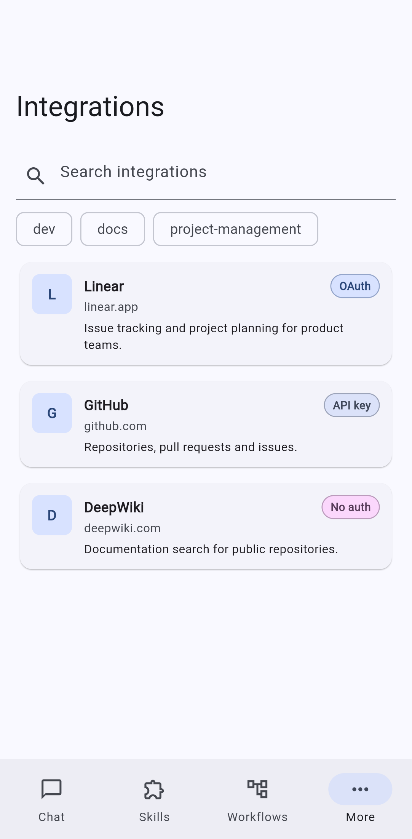 Integrations
Search integrations
dev
docs
project-management
L
Linear
OAuth
linear.app
Issue tracking and project planning for product
teams.
G
GitHub
API key
github.com
Repositories, pull requests and issues.
D
DeepWiki
No auth
deepwiki.com
Documentation search for public repositories.
Chat
Skills
Workflows
More